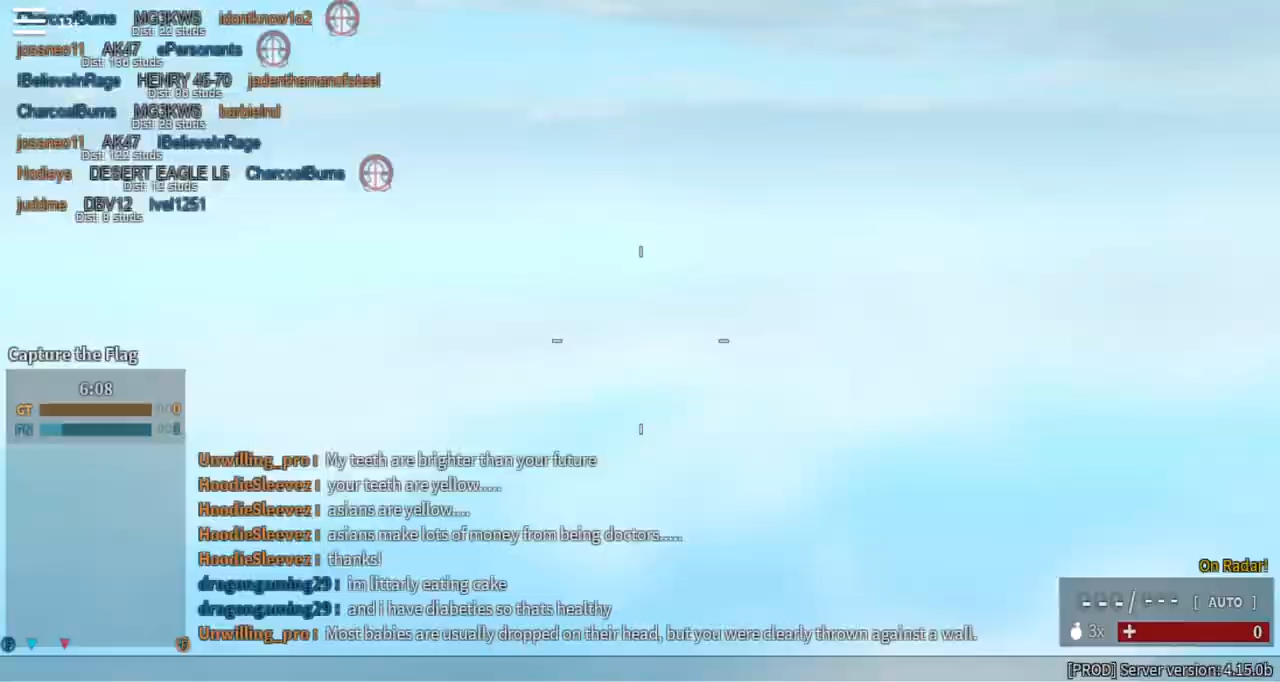 CharcoalBurns MG3KWS idontknow1o2
Dist: 22 studs
jossneo11 AK47 ePersonants
Dist: 136 studs
IBelieveInRage HENRY 45-70 jadenthemanofsteel
Dist: 96 studs
CharcoalBurns MG3KWS
Dist: 23 studs
jossneo11 AK47 IBelieveInRage
Dist: 122 studs
Hodleys DESERT EAGLE L5 CharcoalBurns
Dist: 12 studs
juddme DBV12 lvel1251
Dist: 8 studs
Capture the Flag
6:08
GT 0
PN
Unwilling_pro : My teeth are brighter than your future
HoodieSleevez : your teeth are yellow.....
HoodieSleevez : asians are yellow....
HoodieSleevez : asians make lots of money from being doctors.....
HoodieSleevez : thanks!
dragongaming29 : im littarly eating cake
dragongaming29 : and i have diabeties so thats healthy
Unwilling_pro : Most babies are usually dropped on their head, but you were clearly thrown against a wall.
On Radar!
---/--- [ AUTO ]
3x + 0
[PROD] Server version: 4.15.0b